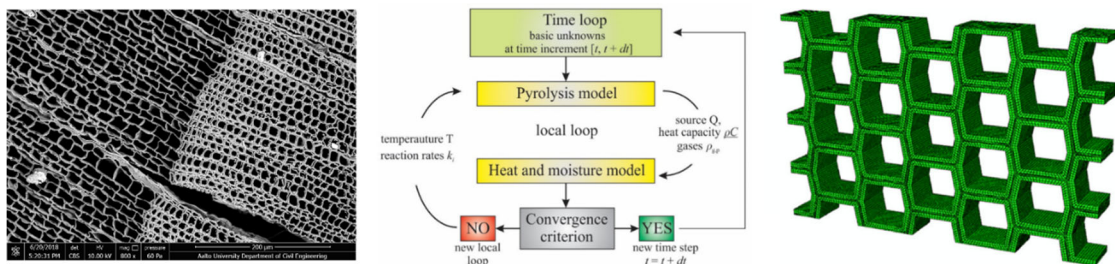 6/20/2018 det HV mag pressure
5:20:31 PM CBS 10.00 kV 800 x 60 Pa
200 µm
Aalto University Department of Civil Engineering
Time loop
basic unknowns
at time increment [t, t + dt]
Pyrolysis model
temperauture T
reaction rates kᵢ
local loop
source Q,
heat capacity ρC
gases
Heat and moisture model
NO
new local
loop
Convergence
criterion
YES
new time step
t = t + dt